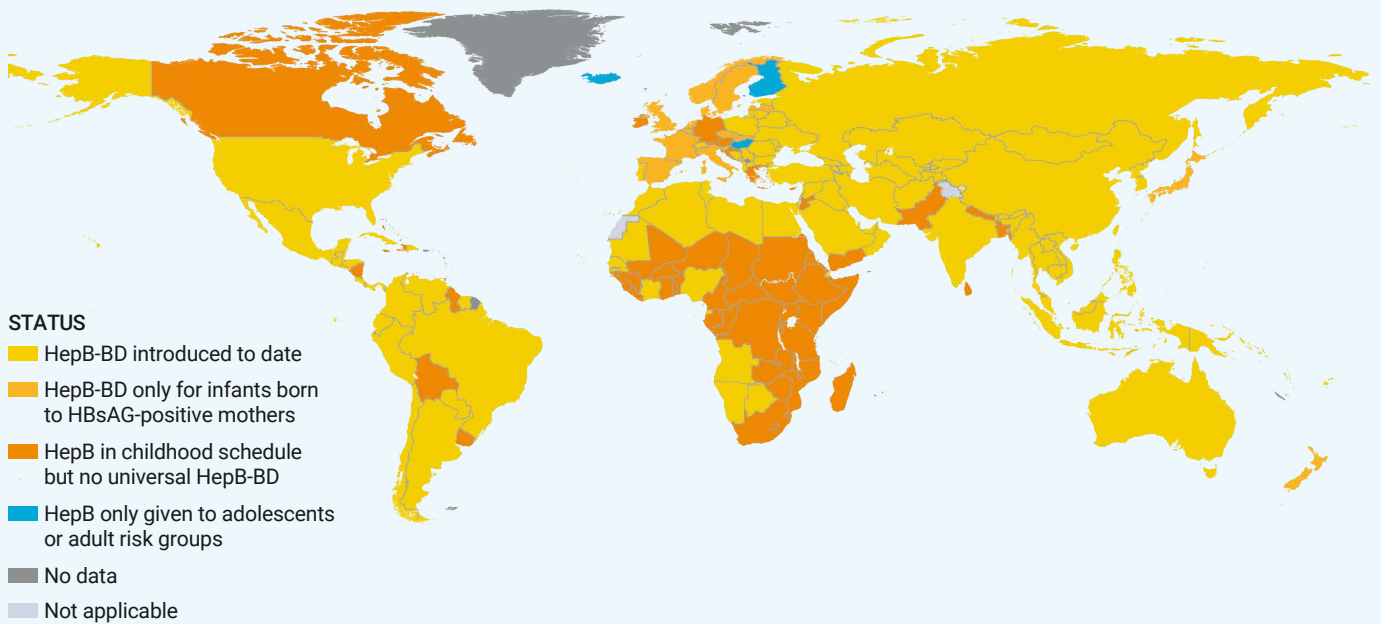 STATUS
HepB-BD introduced to date
HepB-BD only for infants born
to HBsAG-positive mothers
HepB in childhood schedule
but no universal HepB-BD
HepB only given to adolescents
or adult risk groups
No data
Not applicable